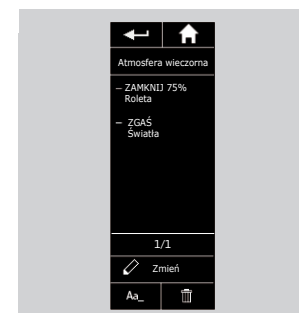 Atmosfera wieczorna
– ZAMKNIJ 75%
Roleta
– ZGAŚ
Światła
1/1
Zmień
Aa_